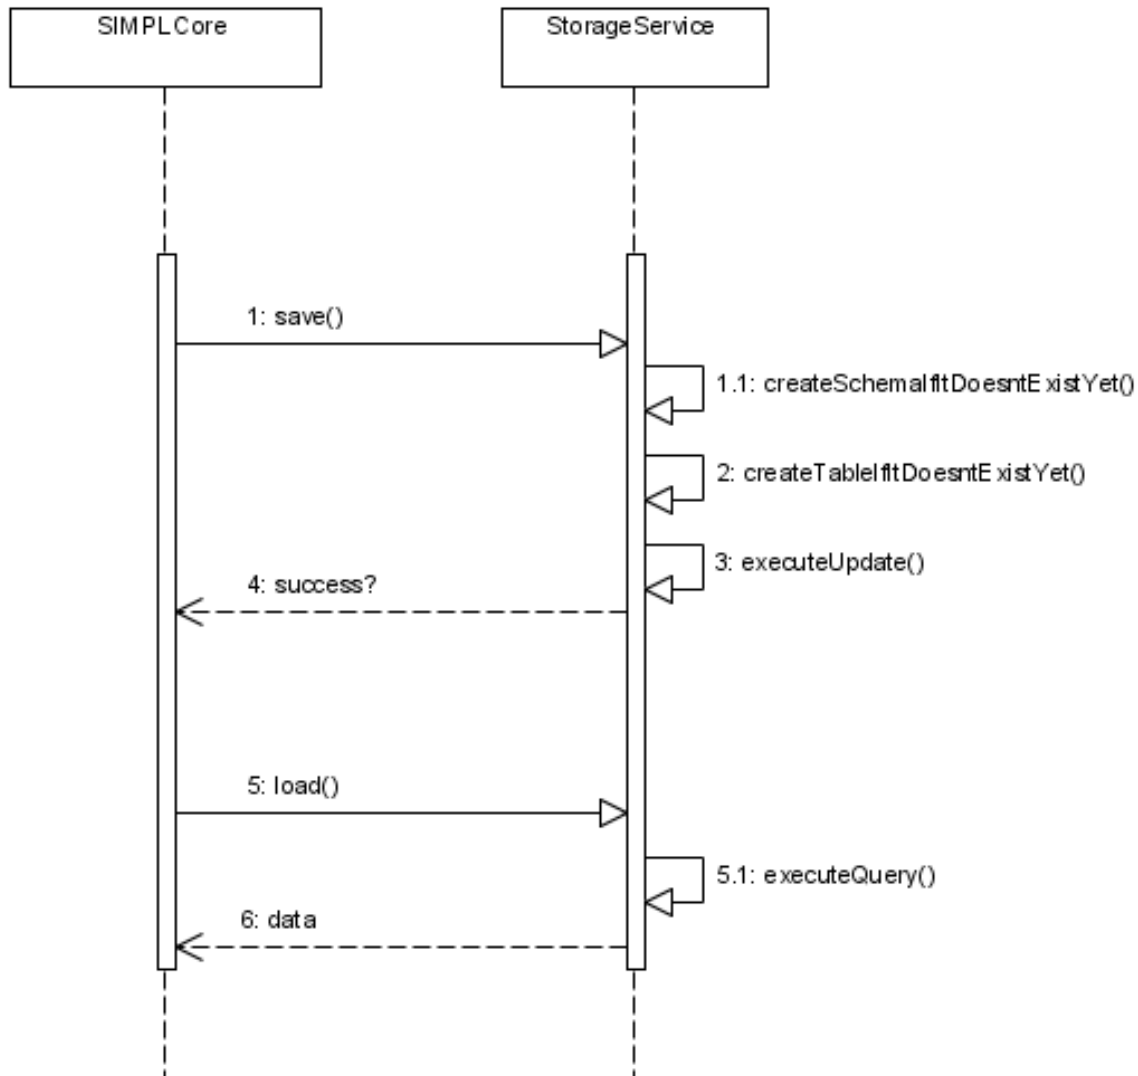 SIMPLCore
StorageService
1: save()
1.1: createSchemaIfItDoesntExistYet()
2: createTableIfItDoesntExistYet()
3: executeUpdate()
4: success?
5: load()
5.1: executeQuery()
6: data